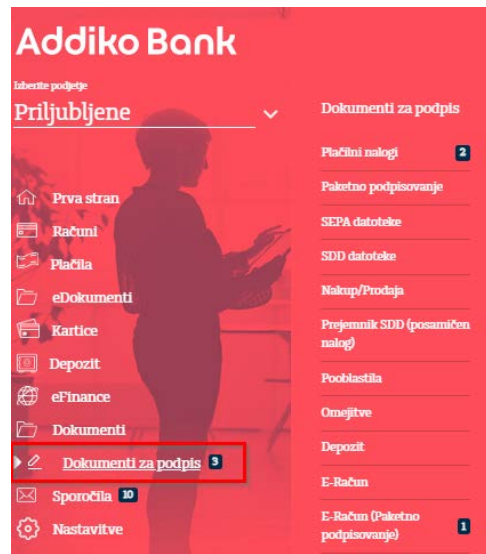 Addiko Bank
Izberite podjetje
Priljubljene
Prva stran
Računi
Plačila
eDokumenti
Kartice
Depozit
eFinance
Dokumenti
Dokumenti za podpis 3
Sporočila 10
Nastavitve
Dokumenti za podpis
Plačilni nalogi 2
Paketno podpisovanje
SEPA datoteke
SDD datoteke
Nakup/Prodaja
Prejemnik SDD (posamičen
nalog)
Pooblastila
Omejitve
Depozit
E-Račun
E-Račun (Paketno
podpisovanje) 1